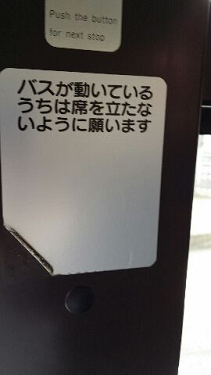 Push the button
for next stop
バスが動いている
うちは席を立たな
いように願います